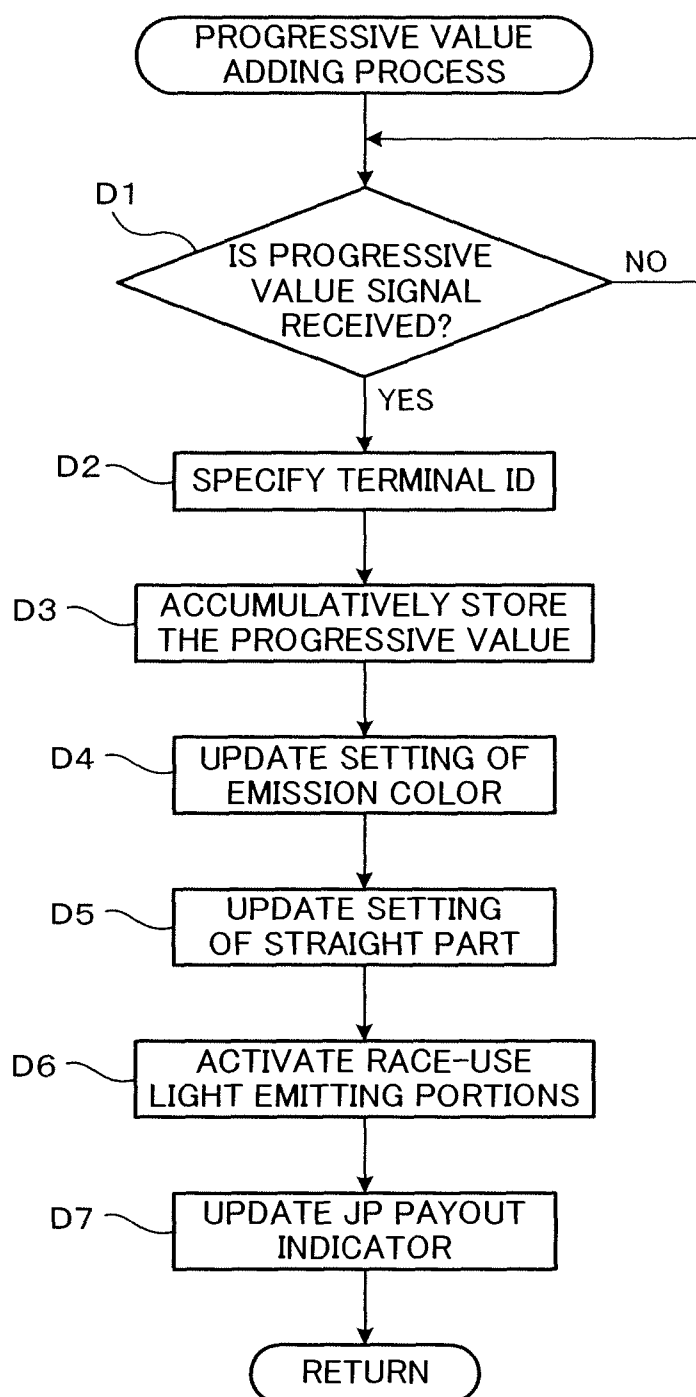 PROGRESSIVE VALUE
ADDING PROCESS
D1
IS PROGRESSIVE
VALUE SIGNAL
RECEIVED?
NO
YES
D2
SPECIFY TERMINAL ID
D3
ACCUMULATIVELY STORE
THE PROGRESSIVE VALUE
D4
UPDATE SETTING OF
EMISSION COLOR
D5
UPDATE SETTING
OF STRAIGHT PART
D6
ACTIVATE RACE-USE
LIGHT EMITTING PORTIONS
D7
UPDATE JP PAYOUT
INDICATOR
RETURN